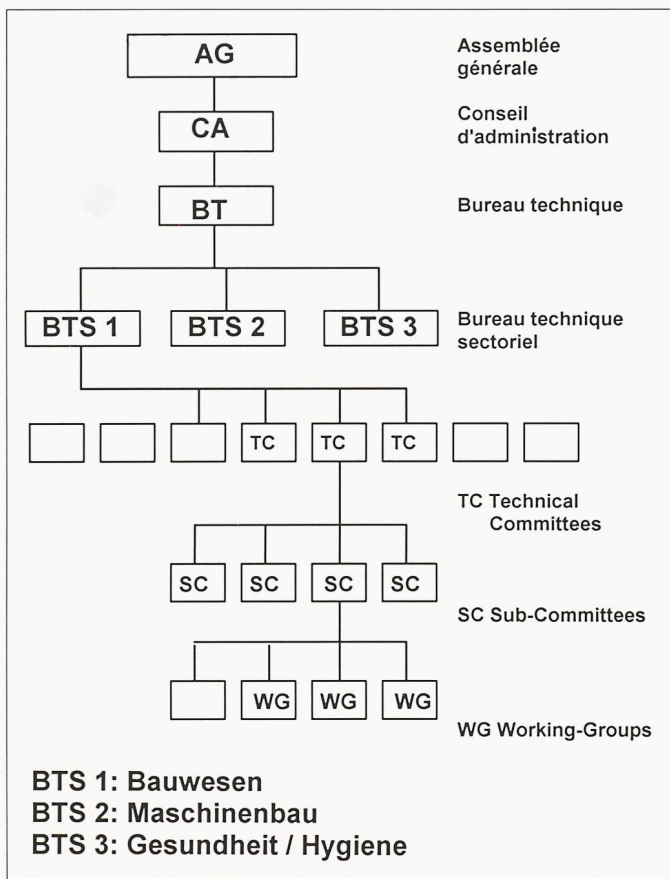 AG
Assemblée
générale
CA
Conseil
d'administration
BT
Bureau technique
BTS 1 BTS 2 BTS 3
Bureau technique
sectoriel
TC TC TC
TC Technical
Committees
SC SC SC SC
SC Sub-Committees
WG WG WG
WG Working-Groups
BTS 1: Bauwesen
BTS 2: Maschinenbau
BTS 3: Gesundheit / Hygiene